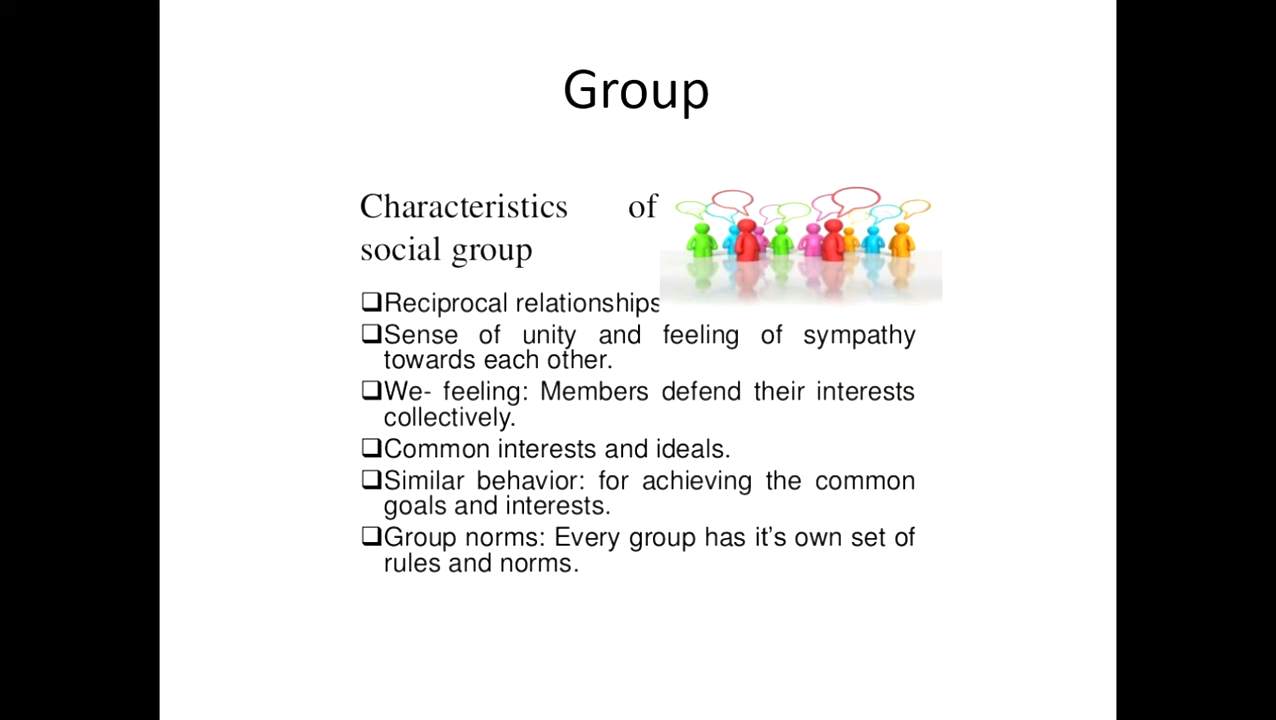 Group
Characteristics of
social group
❑Reciprocal relationships
❑Sense of unity and feeling of sympathy
towards each other.
❑We- feeling: Members defend their interests
collectively.
❑Common interests and ideals.
❑Similar behavior: for achieving the common
goals and interests.
❑Group norms: Every group has it’s own set of
rules and norms.